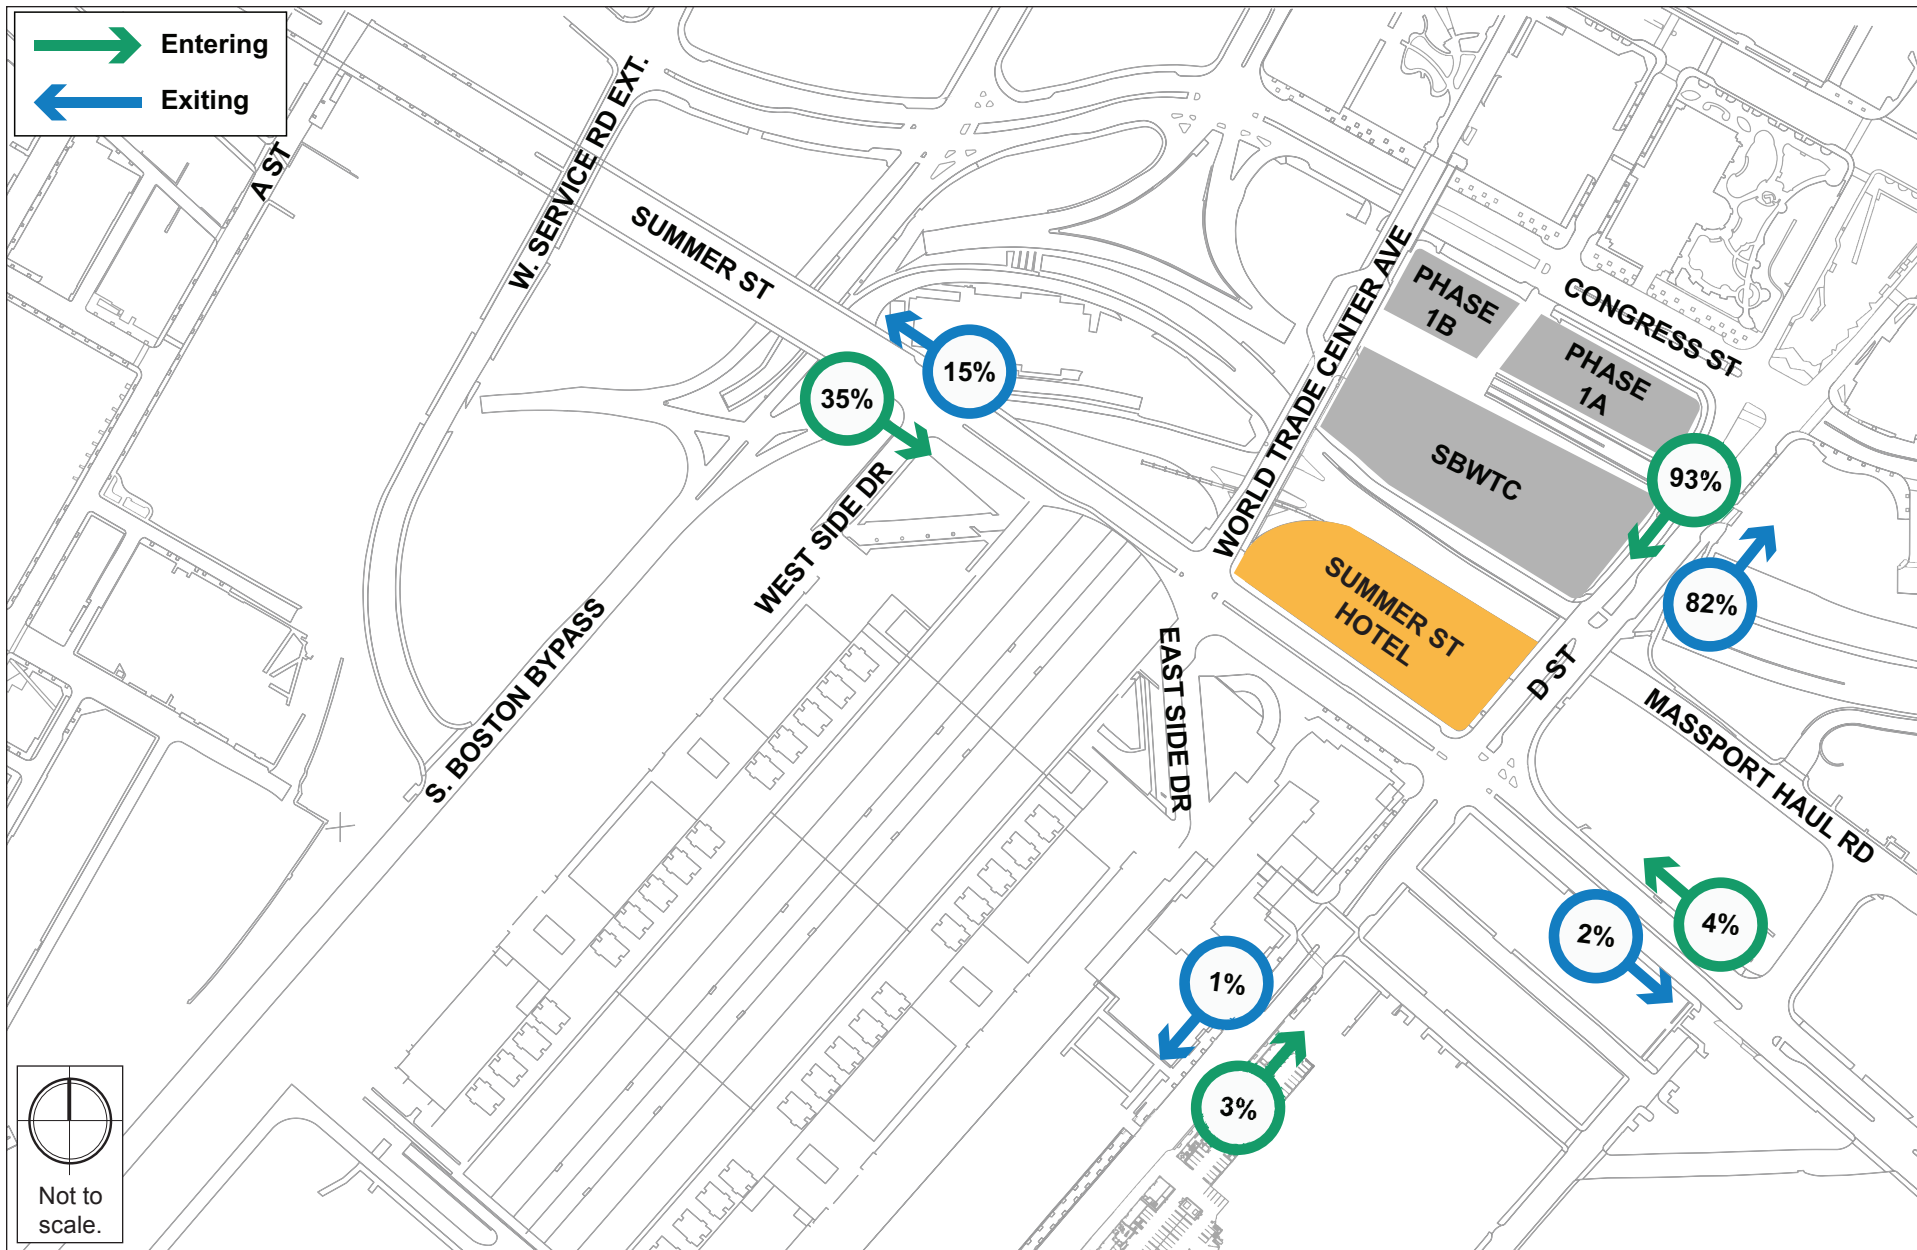 Entering
Exiting
A ST
W. SERVICE RD EXT.
SUMMER ST
WORLD TRADE CENTER AVE
PHASE
1B
CONGRESS ST
PHASE
1A
15%
35%
SBWTC
93%
WEST SIDE DR
82%
SUMMER ST
HOTEL
S. BOSTON BYPASS
EAST SIDE DR
D ST
MASSPORT HAUL RD
4%
2%
1%
3%
Not to
scale.